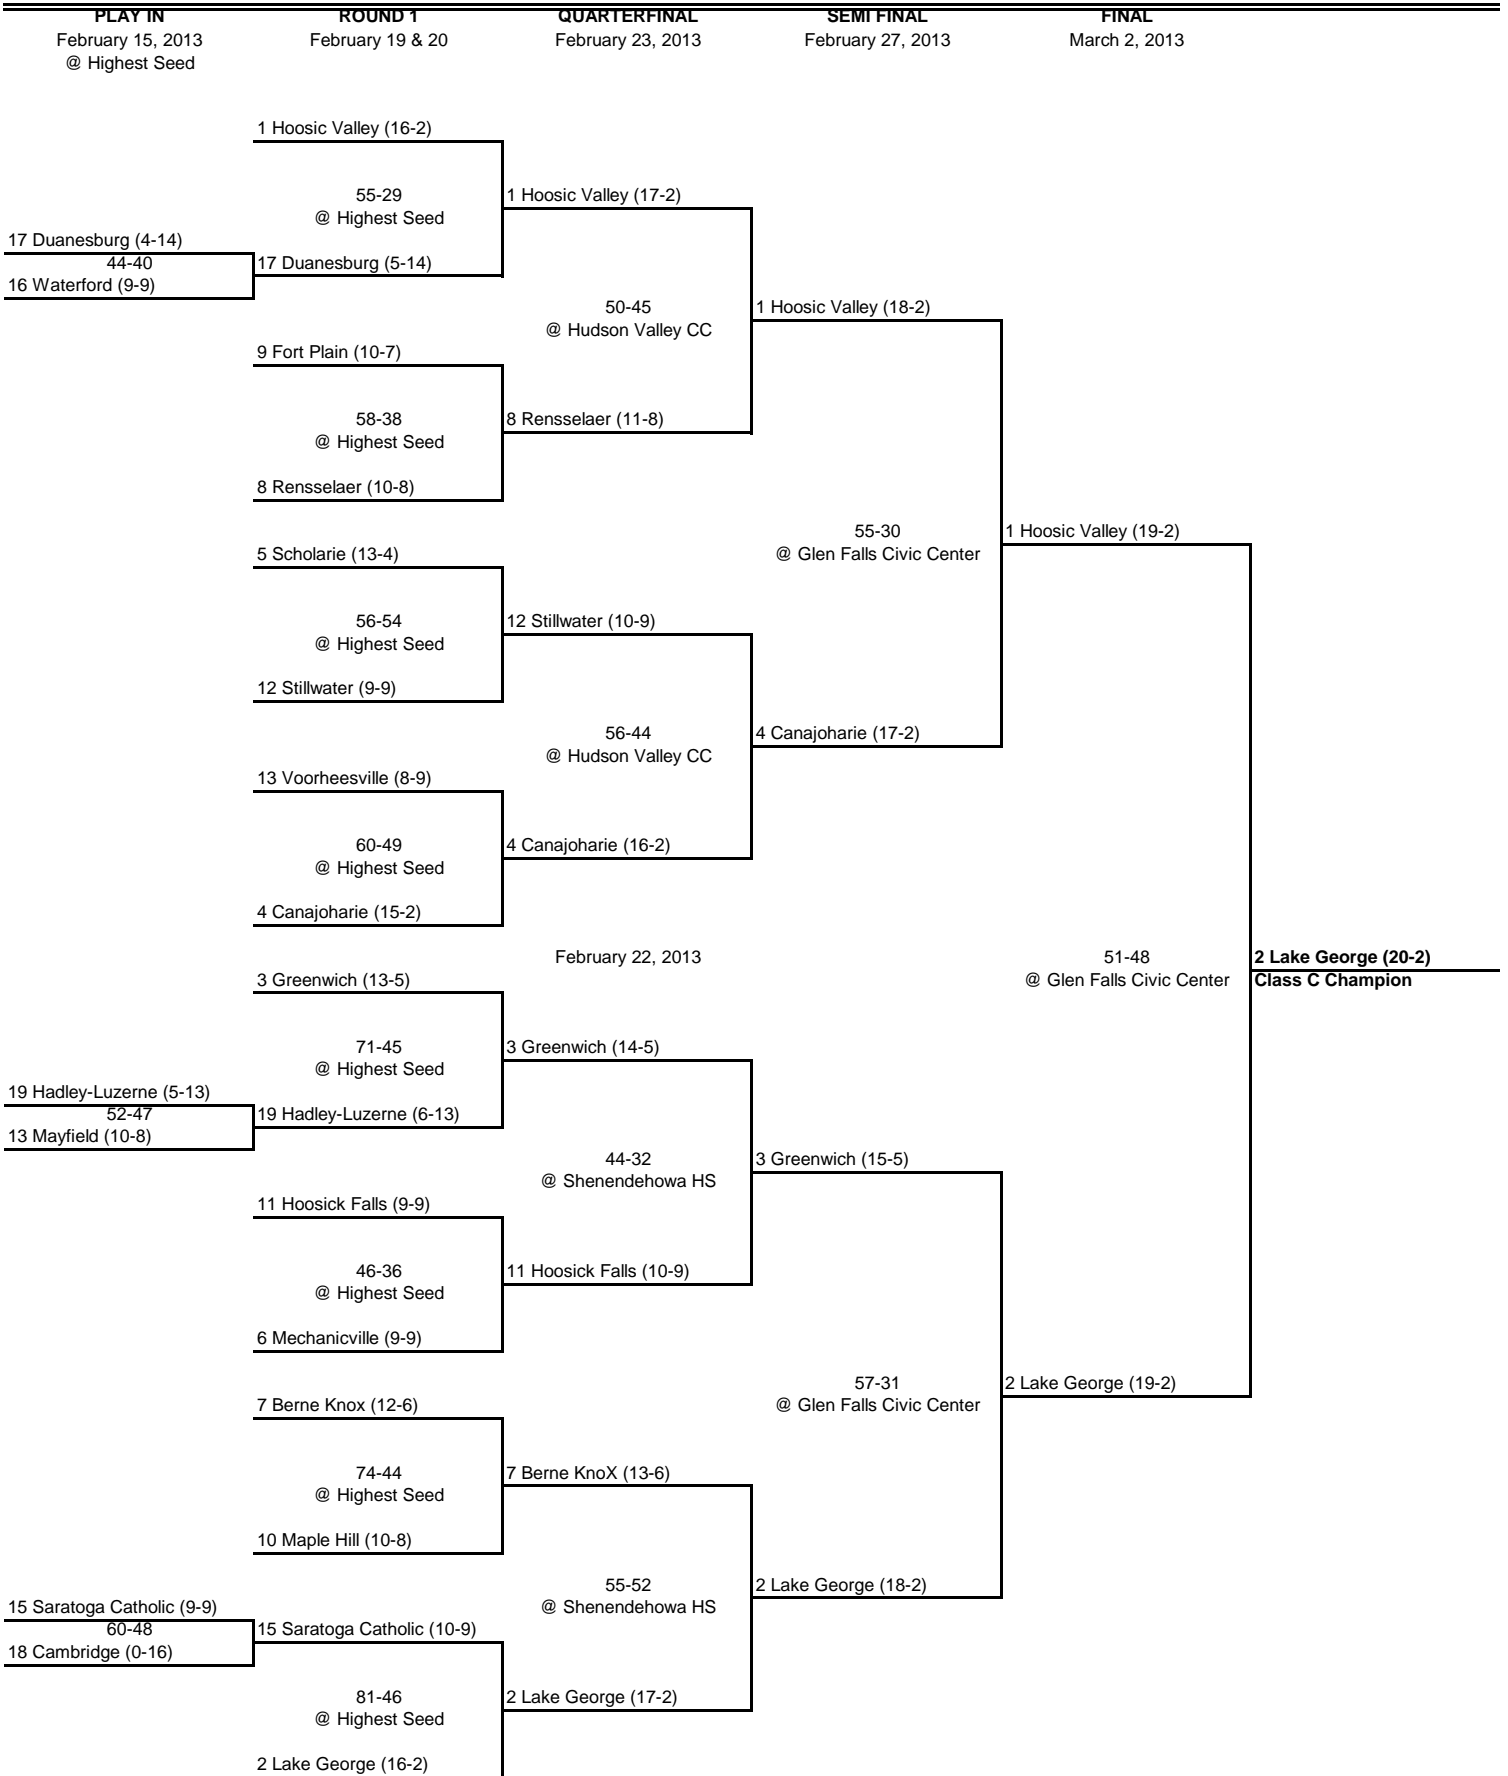 PLAY IN
ROUND 1
QUARTERFINAL
SEMI FINAL
FINAL
February 15, 2013
February 19 & 20
February 23, 2013
February 27, 2013
March 2, 2013
@ Highest Seed
1 Hoosic Valley (16-2)
55-29
@ Highest Seed
1 Hoosic Valley (17-2)
17 Duanesburg (4-14)
44-40
16 Waterford (9-9)
17 Duanesburg (5-14)
50-45
@ Hudson Valley CC
1 Hoosic Valley (18-2)
9 Fort Plain (10-7)
58-38
@ Highest Seed
8 Rensselaer (11-8)
8 Rensselaer (10-8)
55-30
@ Glen Falls Civic Center
1 Hoosic Valley (19-2)
5 Scholarie (13-4)
56-54
@ Highest Seed
12 Stillwater (10-9)
12 Stillwater (9-9)
56-44
@ Hudson Valley CC
4 Canajoharie (17-2)
13 Voorheesville (8-9)
60-49
@ Highest Seed
4 Canajoharie (16-2)
4 Canajoharie (15-2)
February 22, 2013
51-48
@ Glen Falls Civic Center
2 Lake George (20-2)
Class C Champion
3 Greenwich (13-5)
71-45
@ Highest Seed
3 Greenwich (14-5)
19 Hadley-Luzerne (5-13)
52-47
13 Mayfield (10-8)
19 Hadley-Luzerne (6-13)
44-32
@ Shenendehowa HS
3 Greenwich (15-5)
11 Hoosick Falls (9-9)
46-36
@ Highest Seed
11 Hoosick Falls (10-9)
6 Mechanicville (9-9)
57-31
@ Glen Falls Civic Center
2 Lake George (19-2)
7 Berne Knox (12-6)
74-44
@ Highest Seed
7 Berne KnoX (13-6)
10 Maple Hill (10-8)
55-52
@ Shenendehowa HS
2 Lake George (18-2)
15 Saratoga Catholic (9-9)
60-48
18 Cambridge (0-16)
15 Saratoga Catholic (10-9)
81-46
@ Highest Seed
2 Lake George (17-2)
2 Lake George (16-2)